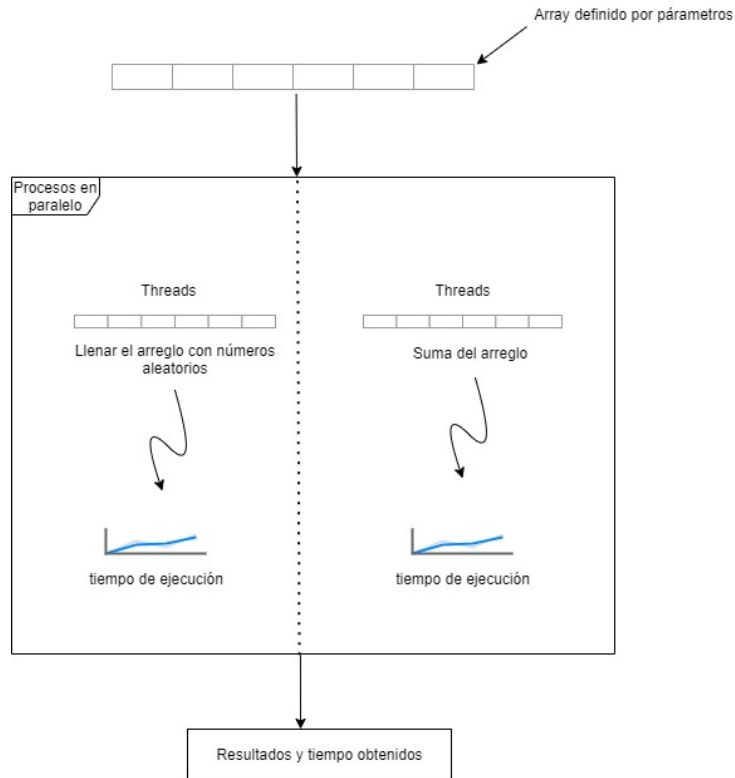 Array definido por párametros
Procesos en
paralelo
Threads
Llenar el arreglo con números
aleatorios
tiempo de ejecución
Threads
Suma del arreglo
tiempo de ejecución
Resultados y tiempo obtenidos